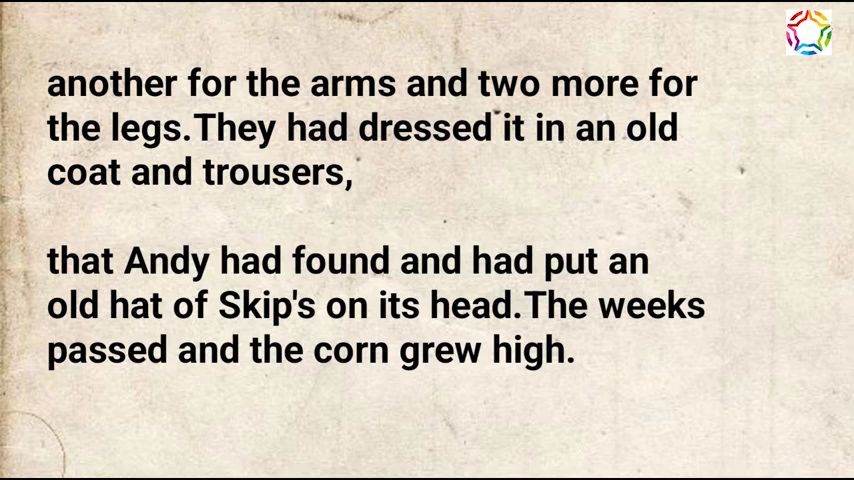 another for the arms and two more for
the legs.They had dressed it in an old
coat and trousers,
that Andy had found and had put an
old hat of Skip's on its head.The weeks
passed and the corn grew high.